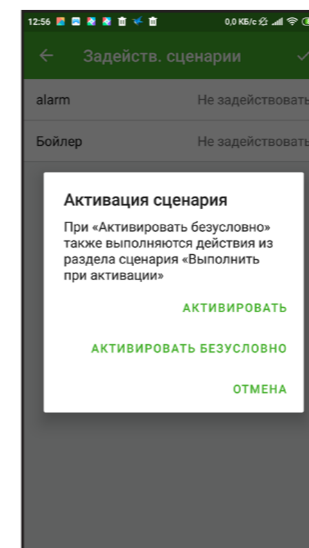 12:56 0,0 КБ/с
Задейств. сценарии
alarm Не задействовать
Бойлер Не задействовать
Активация сценария
При «Активировать безусловно»
также выполняются действия из
раздела сценария «Выполнить
при активации»
АКТИВИРОВАТЬ
АКТИВИРОВАТЬ БЕЗУСЛОВНО
ОТМЕНА